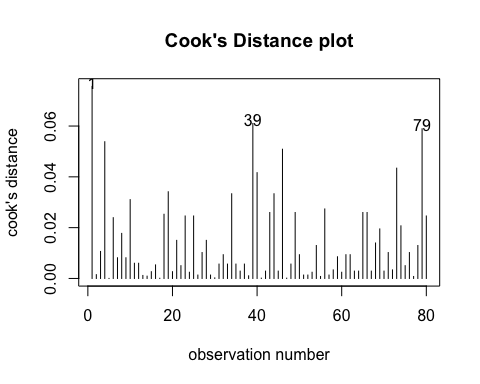 Cook's Distance plot
cook's distance
0.00 0.02 0.04 0.06
1
39
79
0 20 40 60 80
observation number